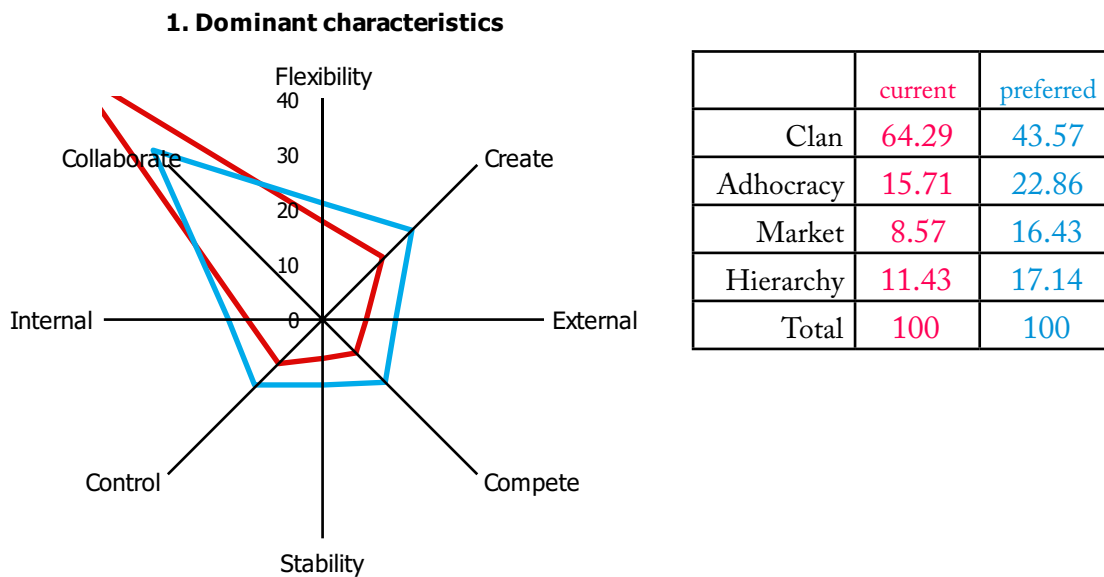 1. Dominant characteristics
Flexibility
40
30
20
10
0
Collaborate
Create
Internal
External
Control
Compete
Stability
current preferred
Clan 64.29 43.57
Adhocracy 15.71 22.86
Market 8.57 16.43
Hierarchy 11.43 17.14
Total 100 100